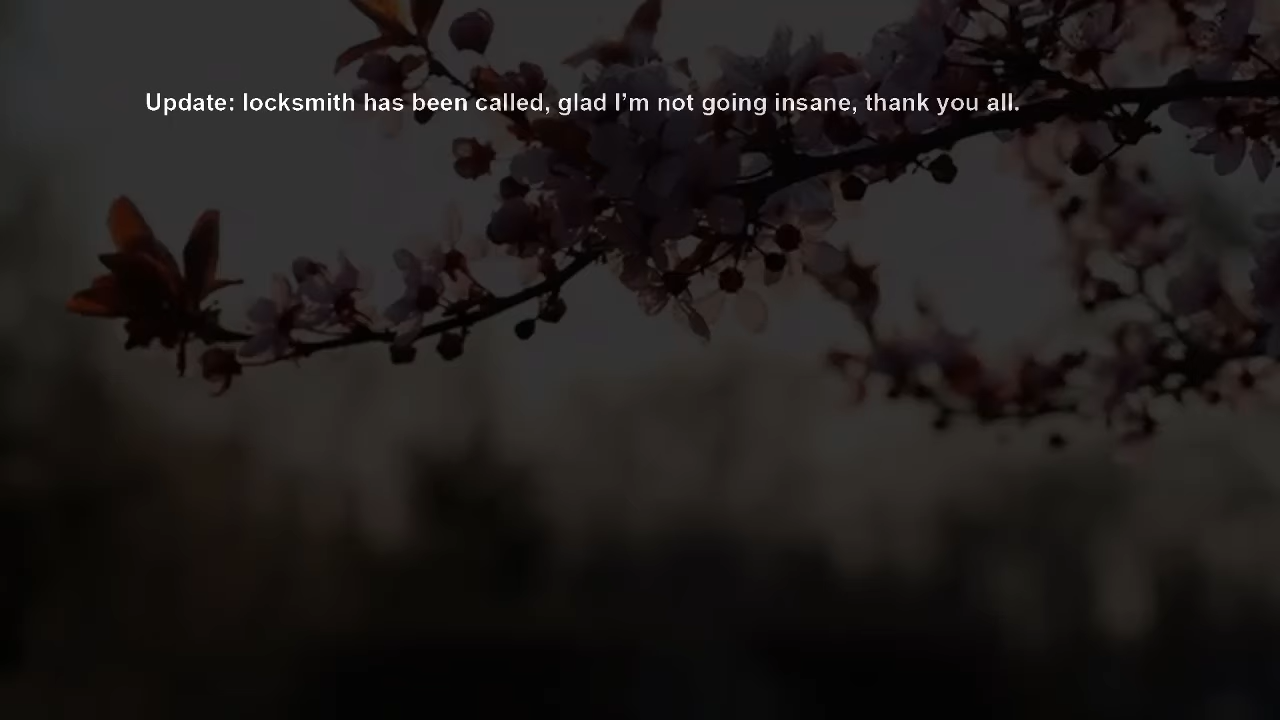 Update: locksmith has been called, glad I’m not going insane, thank you all.